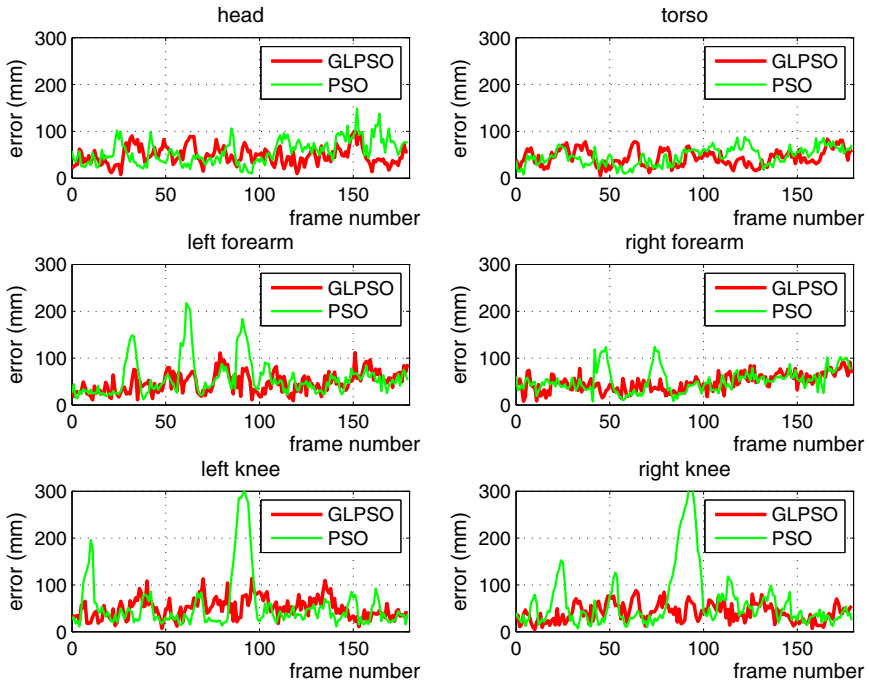 head
error (mm)
300
200
100
0
0
50
100
150
frame number
GLPSO
PSO
torso
error (mm)
300
200
100
0
0
50
100
150
frame number
GLPSO
PSO
left forearm
error (mm)
300
200
100
0
0
50
100
150
frame number
GLPSO
PSO
right forearm
error (mm)
300
200
100
0
0
50
100
150
frame number
GLPSO
PSO
left knee
error (mm)
300
200
100
0
0
50
100
150
frame number
GLPSO
PSO
right knee
error (mm)
300
200
100
0
0
50
100
150
frame number
GLPSO
PSO